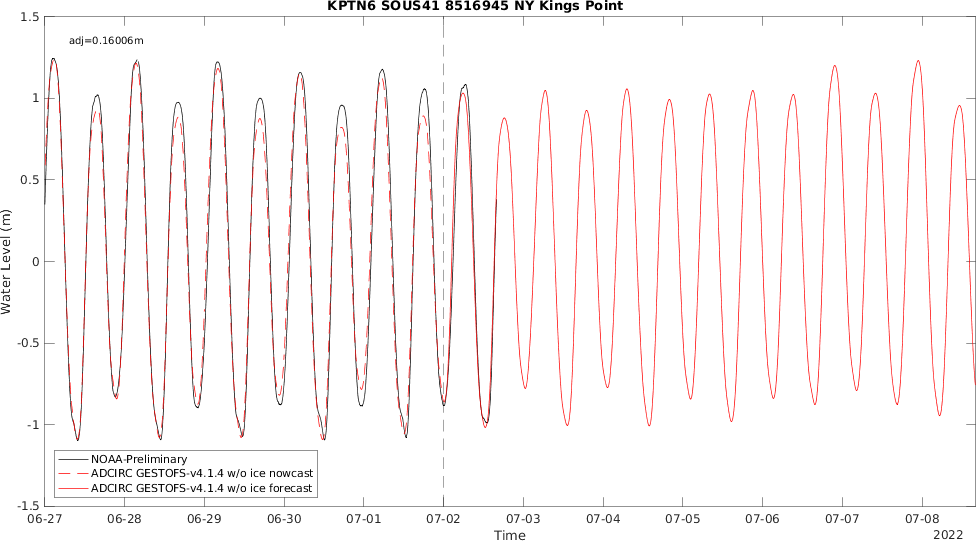 KPTN6 SOUS41 8516945 NY Kings Point
adj=0.16006m
1.5
1
0.5
0
-0.5
-1
-1.5
Water Level (m)
NOAA-Preliminary
ADCIRC GESTOFS-v4.1.4 w/o ice nowcast
ADCIRC GESTOFS-v4.1.4 w/o ice forecast
06-27 06-28 06-29 06-30 07-01 07-02 07-03 07-04 07-05 07-06 07-07 07-08
Time
2022